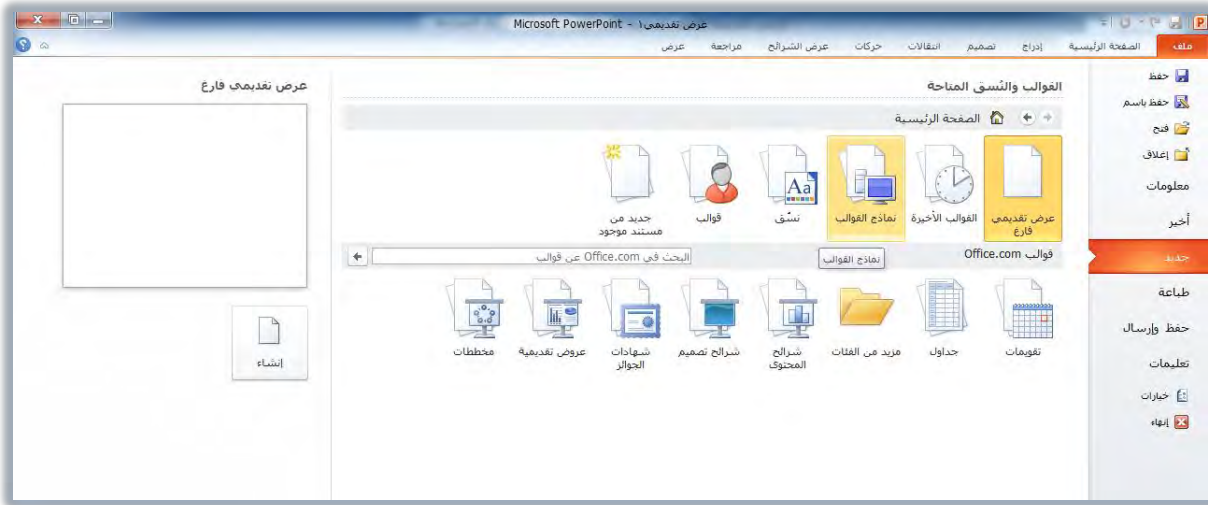 عرض تقديمي١ - Microsoft PowerPoint
ملف
الصفحة الرئيسية
إدراج
تصميم
انتقالات
حركات
عرض الشرائح
مراجعة
عرض
حفظ
حفظ باسم
فتح
إغلاق
معلومات
أخير
جديد
طباعة
حفظ وإرسال
تعليمات
خيارات
إنهاء
القوالب والنُسق المتاحة
الصفحة الرئيسية
عرض تقديمي
فارغ
القوالب الأخيرة
نماذج القوالب
نسق
قوالب
جديد من
مستند موجود
قوالب Office.com
نماذج القوالب
البحث في Office.com عن قوالب
تقويمات
جداول
مزيد من الفئات
شرائح
المحتوى
شرائح تصميم
شهادات
الجوائز
عروض تقديمية
مخططات
عرض تقديمي فارغ
إنشاء